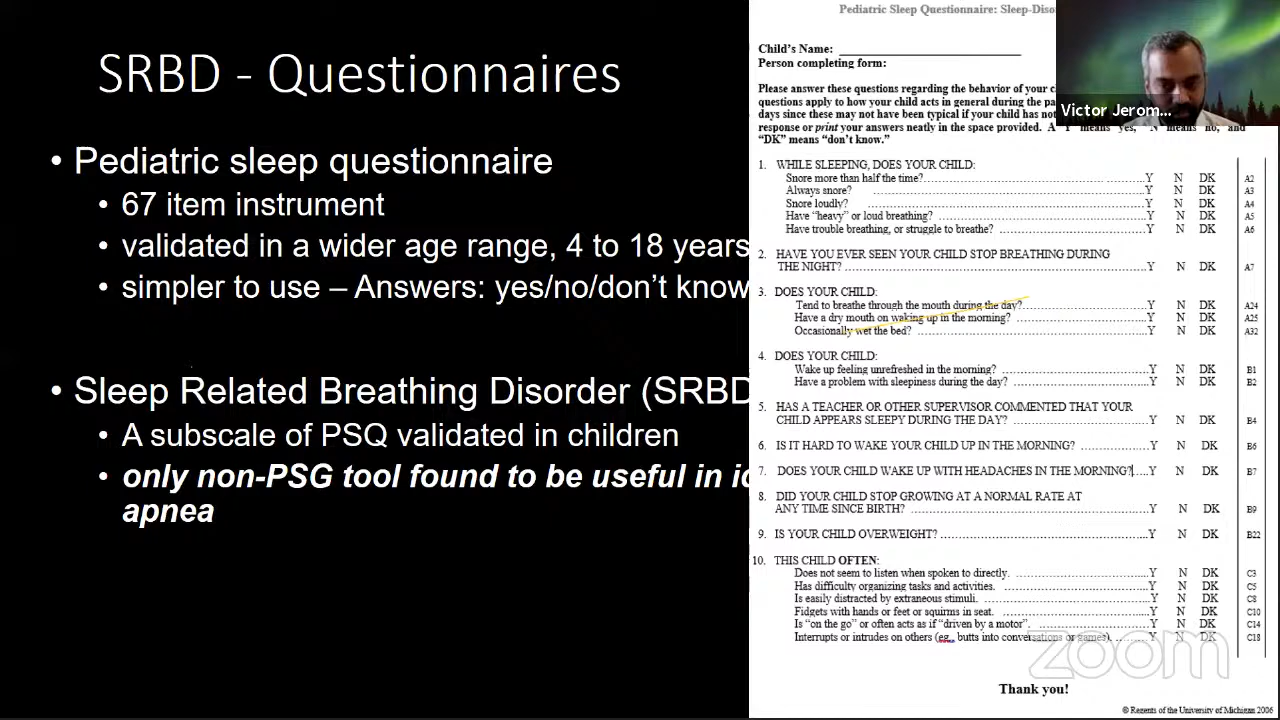 SRBD - Questionnaires
• Pediatric sleep questionnaire
• 67 item instrument
• validated in a wider age range, 4 to 18 years
• simpler to use – Answers: yes/no/don’t know
• Sleep Related Breathing Disorder (SRBD
• A subscale of PSQ validated in children
• only non-PSG tool found to be useful in
apnea
Pediatric Sleep Questionnaire:
Victor Jerom...
Child's Name:
Person completing form:
Please answer these questions regarding the behavior of your
questions apply to how your child acts in general during the
days since these may not have been typical if your child has not
response or print your answers neatly in the space provided. A "Y" means yes, "N" means no, and
“DK” means “don’t know.”
1. WHILE SLEEPING, DOES YOUR CHILD:
Snore more than half the time? Y N DK A2
Always snore? Y N DK A3
Snore loudly? Y N DK A4
Have “heavy” or loud breathing? Y N DK A5
Have trouble breathing, or struggle to breathe? Y N DK A6
2. HAVE YOU EVER SEEN YOUR CHILD STOP BREATHING DURING
THE NIGHT? Y N DK A7
3. DOES YOUR CHILD:
Tend to breathe through the mouth during the day? Y N DK A24
Have a dry mouth on waking up in the morning? Y N DK A25
Occasionally wet the bed? Y N DK A32
4. DOES YOUR CHILD:
Wake up feeling unrefreshed in the morning? Y N DK B1
Have a problem with sleepiness during the day? Y N DK B2
5. HAS A TEACHER OR OTHER SUPERVISOR COMMENTED THAT YOUR
CHILD APPEARS SLEEPY DURING THE DAY? Y N DK B4
6. IS IT HARD TO WAKE YOUR CHILD UP IN THE MORNING? Y N DK B6
7. DOES YOUR CHILD WAKE UP WITH HEADACHES IN THE MORNING? Y N DK B7
8. DID YOUR CHILD STOP GROWING AT A NORMAL RATE AT
ANY TIME SINCE BIRTH? Y N DK B9
9. IS YOUR CHILD OVERWEIGHT? Y N DK B22
10. THIS CHILD OFTEN:
Does not seem to listen when spoken to directly. Y N DK C3
Has difficulty organizing tasks and activities. Y N DK C5
Is easily distracted by extraneous stimuli. Y N DK C8
Fidgets with hands or feet or squirms in seat. Y N DK C10
Is “on the go” or often acts as if “driven by a motor”. Y N DK C14
Interrupts or intrudes on others (eg., butts into conversations or games). Y N DK C18
zoom
Thank you!
© Regents of the University of Michigan 2006